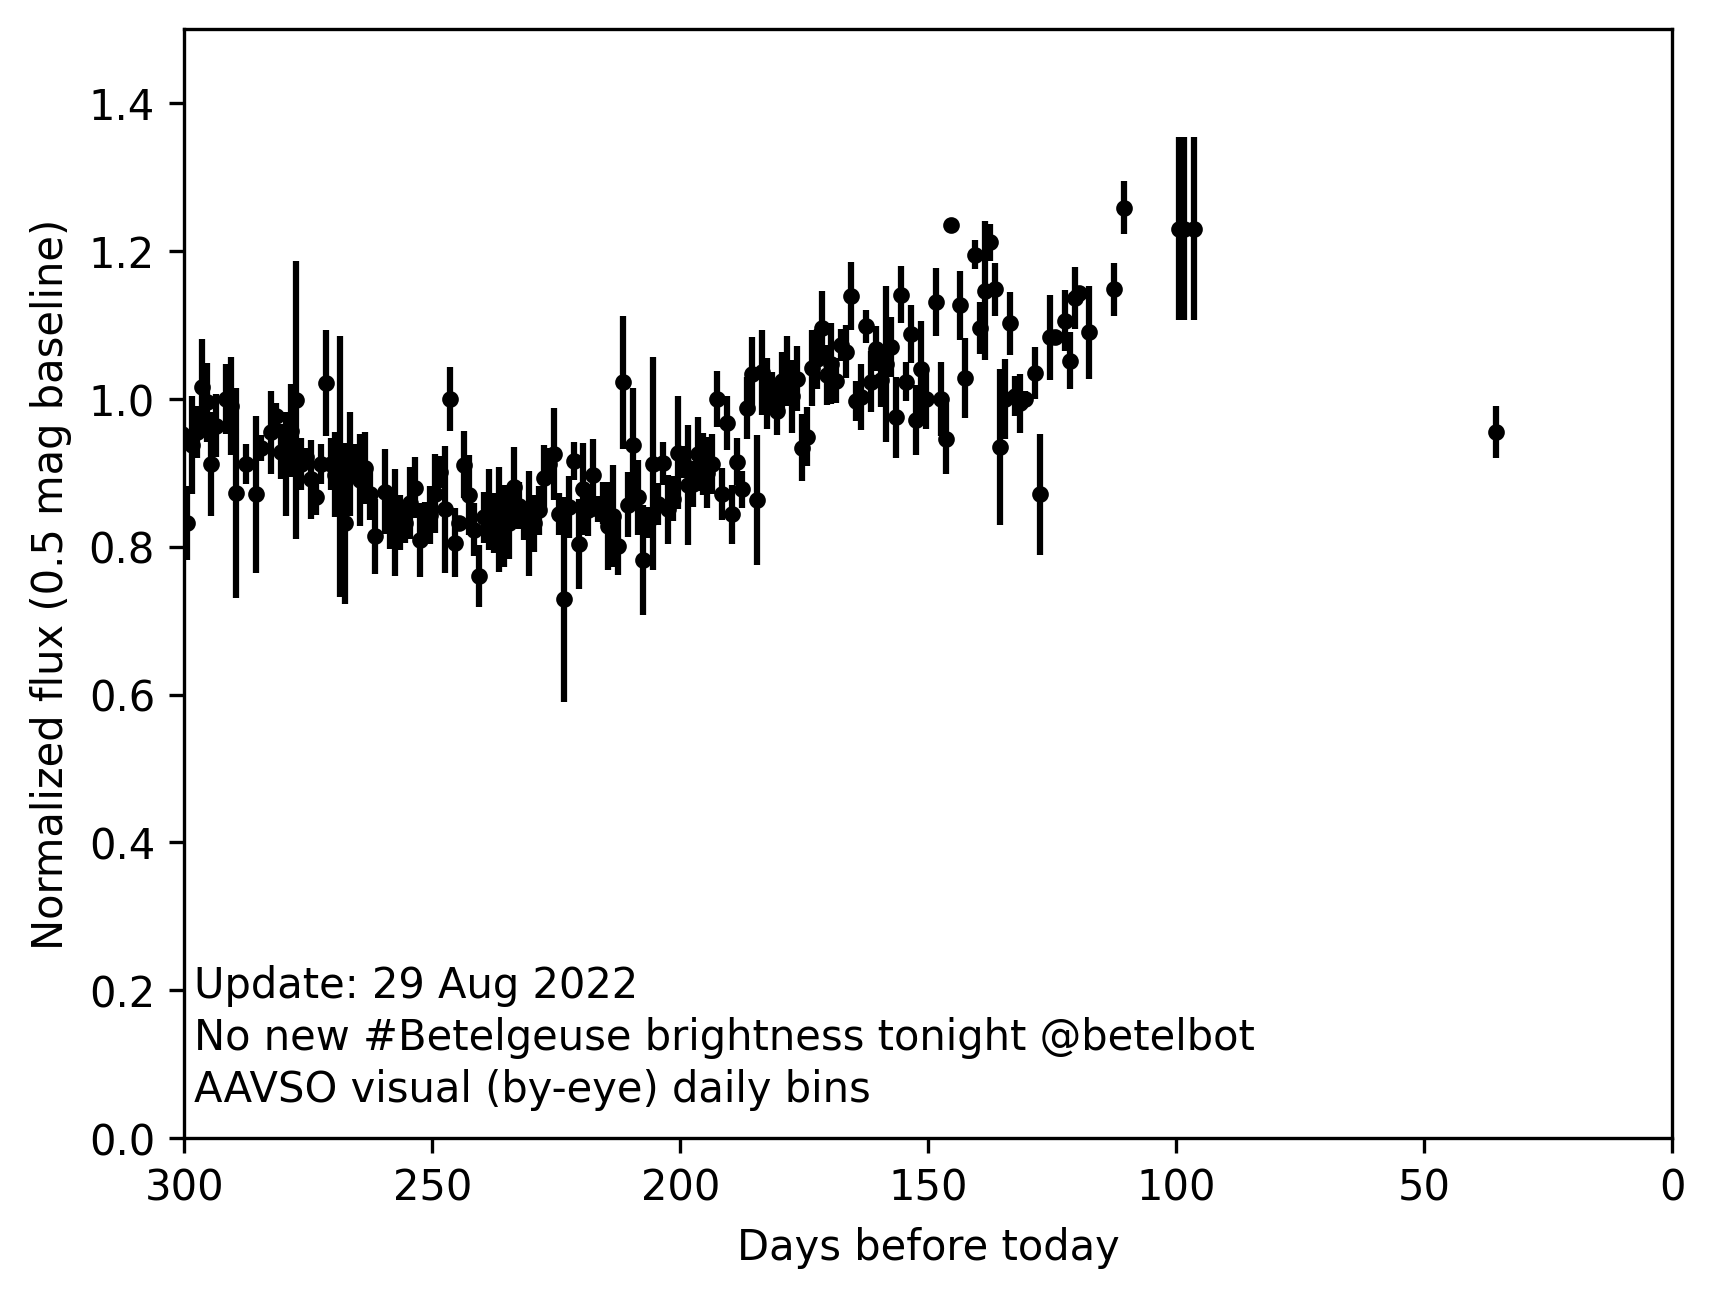 1.4
1.2
1.0
0.8
0.6
0.4
0.2
0.0
Normalized flux (0.5 mag baseline)
Update: 29 Aug 2022
No new #Betelgeuse brightness tonight @betelbot
AAVSO visual (by-eye) daily bins
300 250 200 150 100 50 0
Days before today